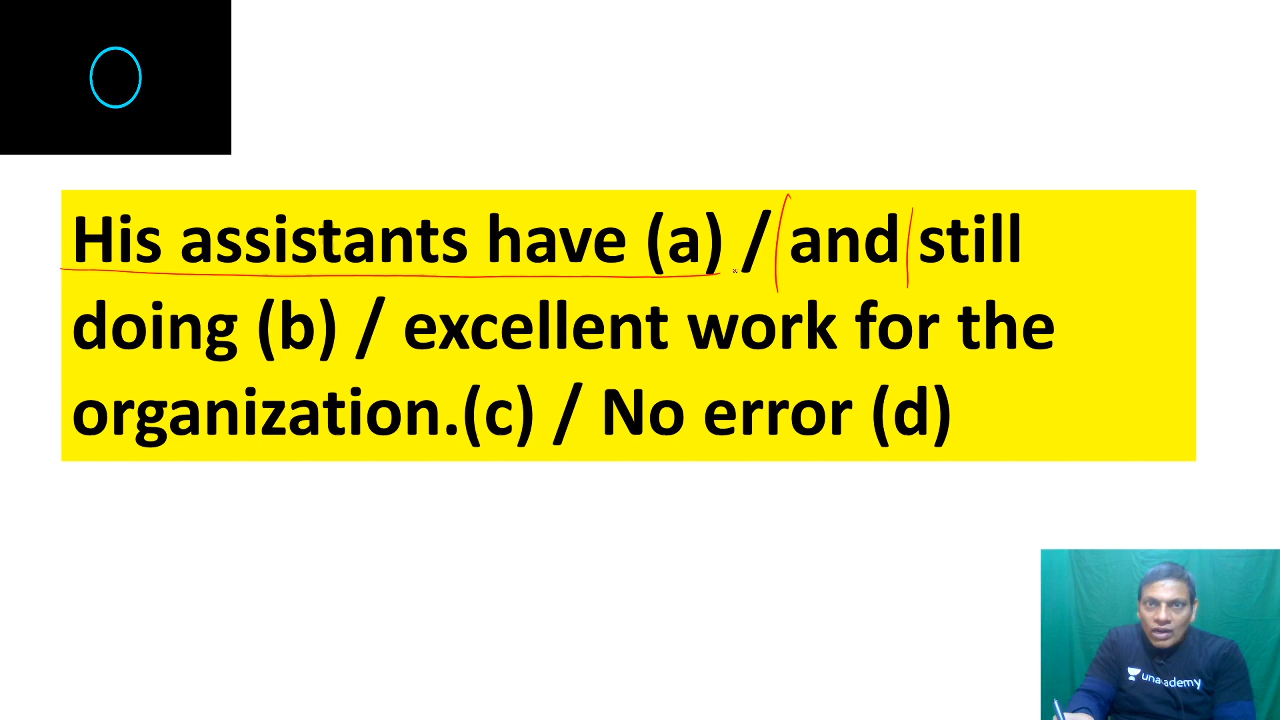 His assistants have (a) / and still
doing (b) / excellent work for the
organization.(c) / No error (d)
unacademy